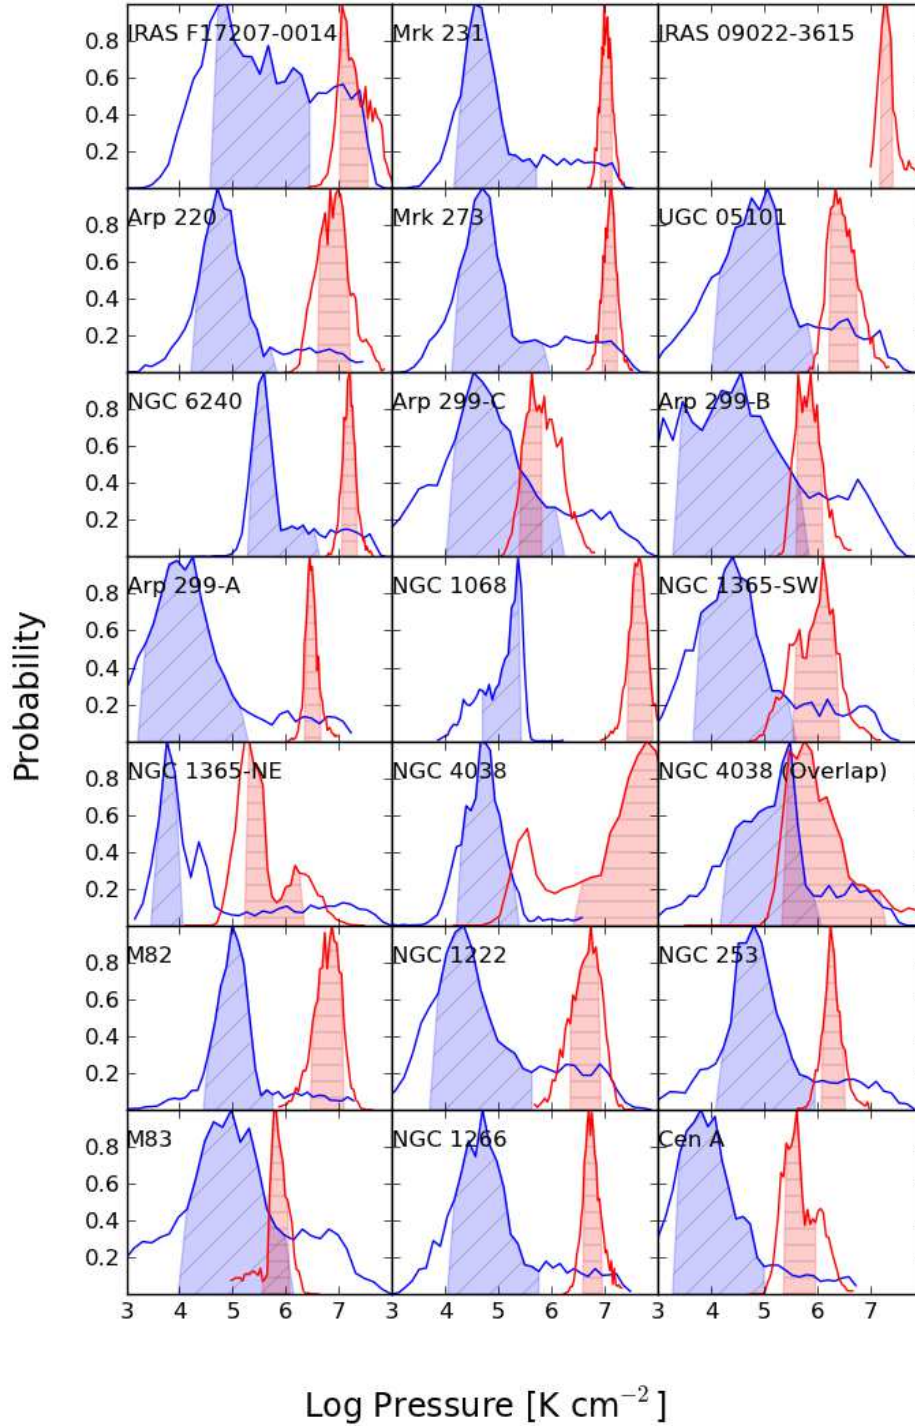 IRAS F17207-0014 Mrk 231 IRAS 09022-3615
0.8
0.6
0.4
0.2
Arp 220 Mrk 273 UGC 05101
0.8
0.6
0.4
0.2
NGC 6240 Arp 299-C Arp 299-B
0.8
0.6
0.4
0.2
Arp 299-A NGC 1068 NGC 1365-SW
0.8
0.6
0.4
0.2
NGC 1365-NE NGC 4038 NGC 4038 (Overlap)
0.8
0.6
0.4
0.2
M82 NGC 1222 NGC 253
0.8
0.6
0.4
0.2
M83 NGC 1266 Cen A
0.8
0.6
0.4
0.2
3 4 5 6 7 3 4 5 6 7 3 4 5 6 7
Probability
Log Pressure [K cm⁻²]